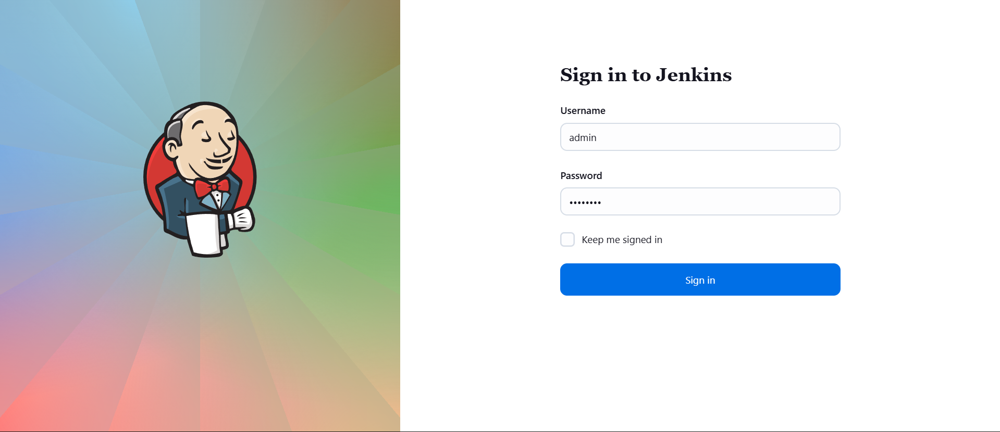 Sign in to Jenkins
Username
admin
Password
••••••••
Keep me signed in
Sign in